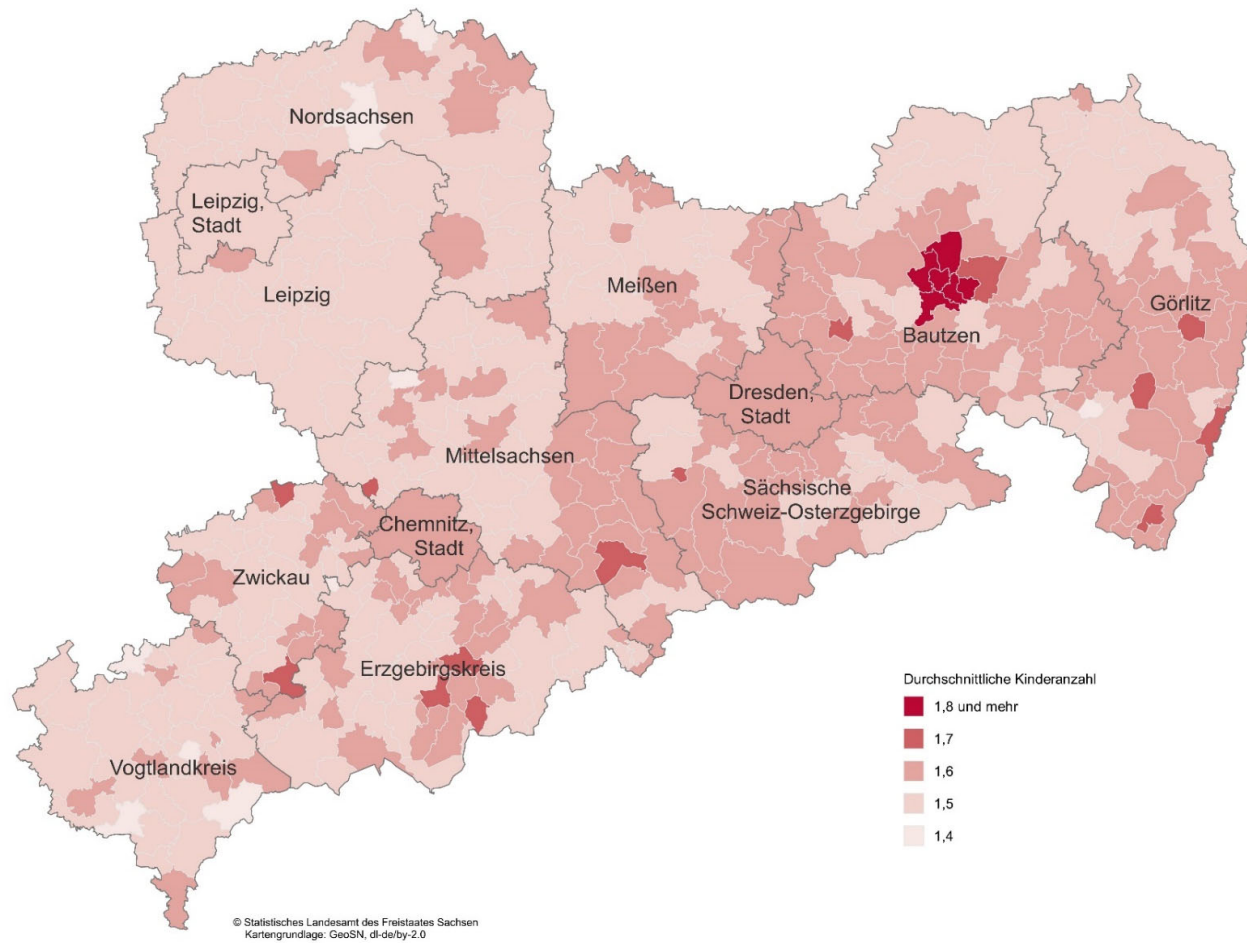 Nordsachsen
Leipzig,
Stadt
Leipzig
Meißen
Görlitz
Bautzen
Dresden,
Stadt
Mittelsachsen
Sächsische
Schweiz-Osterzgebirge
Chemnitz,
Stadt
Zwickau
Erzgebirgskreis
Vogtlandkreis
Durchschnittliche Kinderanzahl
1,8 und mehr
1,7
1,6
1,5
1,4
© Statistisches Landesamt des Freistaates Sachsen
Kartengrundlage: GeoSN, dl-de/by-2.0